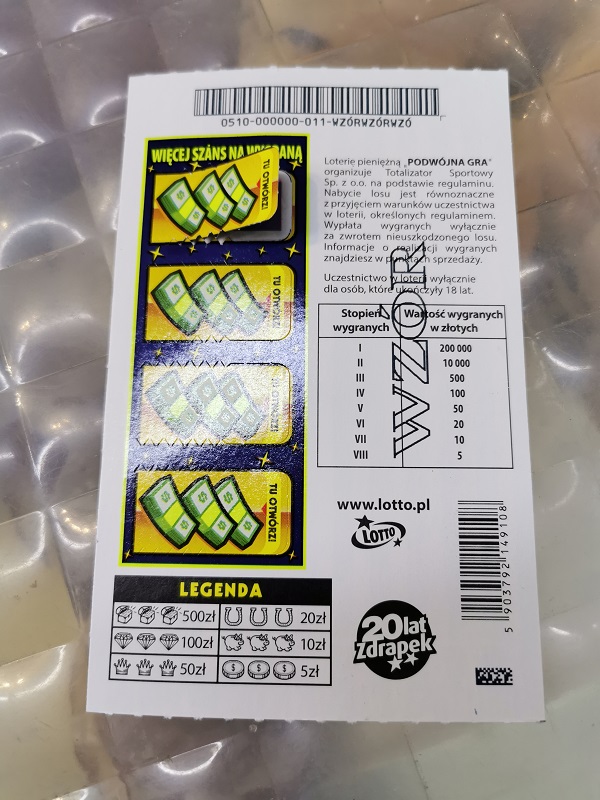 0510-000000-011-WZÓRWZÓRWZÓ
WIĘCEJ SZANS NA WYGRANĄ
TU OTWÓRZ!
TU OTWÓRZ!
TU OTWÓRZ!
TU OTWÓRZ!
Loterię pieniężną „PODWÓJNA GRA"
organizuje Totalizator Sportowy
Sp. z o.o. na podstawie regulaminu.
Nabycie losu jest równoznaczne
z przyjęciem warunków uczestnictwa
w loterii, określonych regulaminem.
Wypłata wygranych wyłącznie
za zwrotem nieuszkodzonego losu.
Informacje o realizacji wygranych
znajdziesz w punktach sprzedaży.
Uczestnictwo w loterii wyłącznie
dla osób, które ukończyły 18 lat.
WZÓR
Stopień wygranych Wartość wygranych w złotych
I 200 000
II 10 000
III 500
IV 100
V 50
VI 20
VII 10
VIII 5
www.lotto.pl
LOTTO
5 903792 149108
LEGENDA
500zł 20zł
100zł 10zł
50zł 5zł
20 lat
Zdrapek